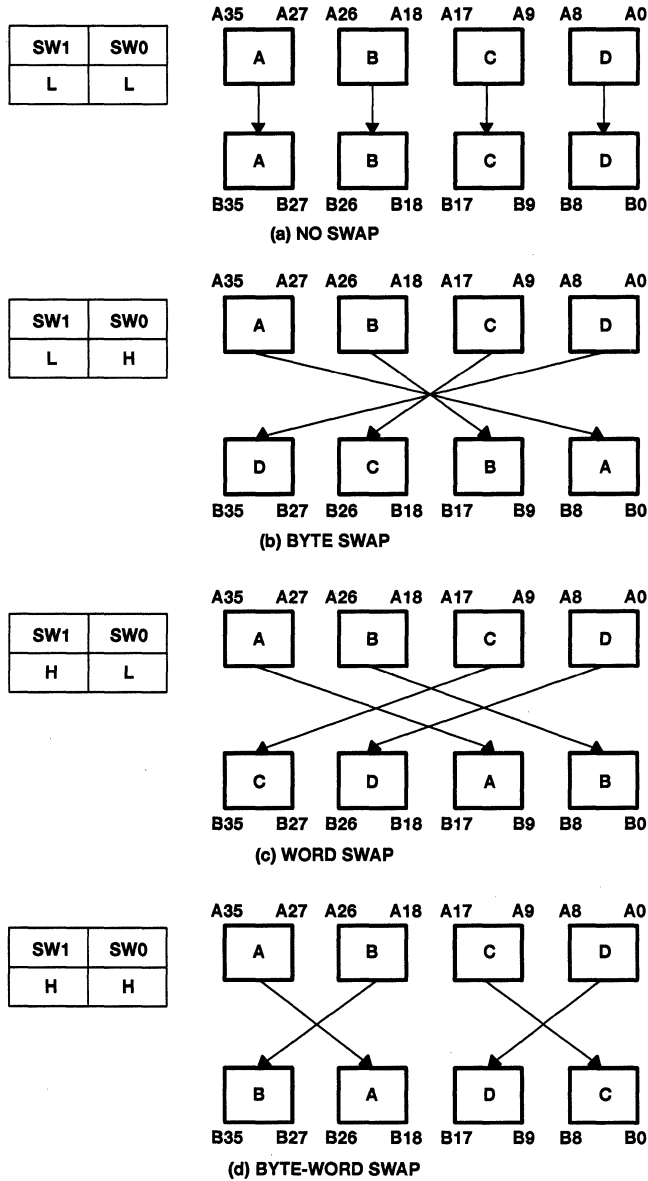 A35 A27 A26 A18 A17 A9 A8 A0
SW1 SW0
L L
A B C D
A B C D
B35 B27 B26 B18 B17 B9 B8 B0
(a) NO SWAP
A35 A27 A26 A18 A17 A9 A8 A0
SW1 SW0
L H
A B C D
D C B A
B35 B27 B26 B18 B17 B9 B8 B0
(b) BYTE SWAP
A35 A27 A26 A18 A17 A9 A8 A0
SW1 SW0
H L
A B C D
C D A B
B35 B27 B26 B18 B17 B9 B8 B0
(c) WORD SWAP
A35 A27 A26 A18 A17 A9 A8 A0
SW1 SW0
H H
A B C D
B A D C
B35 B27 B26 B18 B17 B9 B8 B0
(d) BYTE-WORD SWAP